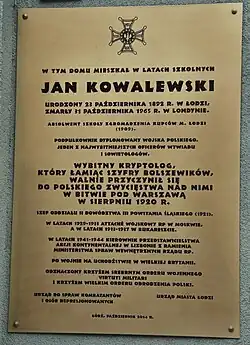 W TYM DOMU MIESZKAŁ W LATACH SZKOLNYCH
JAN KOWALEWSKI
URODZONY 23 PAŹDZIERNIKA 1892 R. W ŁODZI,
ZMARŁY 31 PAŹDZIERNIKA 1965 R. W LONDYNIE.
ABSOLWENT SZKOŁY ZGROMADZENIA KUPCÓW M. ŁODZI
(1909).
PODPUŁKOWNIK DYPLOMOWANY WOJSKA POLSKIEGO.
JEDEN Z NAJWYBITNIEJSZYCH OFICERÓW WYWIADU
I SOWIETOLOGÓW.
WYBITNY KRYPTOLOG,
KTÓRY ŁAMIĄC SZYFRY BOLSZEWIKÓW,
WALNIE PRZYCZYNIŁ SIĘ
DO POLSKIEGO ZWYCIĘSTWA NAD NIMI
W BITWIE POD WARSZAWĄ
W SIERPNIU 1920 R.
SZEF ODDZIAŁU II DOWÓDZTWA III POWSTANIA ŚLĄSKIEGO (1921).
W LATACH 1929-1933 ATTACHÉ WOJSKOWY RP W MOSKWIE,
A W LATACH 1933-1937 W BUKARESZCIE.
W LATACH 1941-1944 KIEROWNIK PRZEDSTAWICIELSTWA
AKCJI KONTYNENTALNEJ W LIZBONIE Z RAMIENIA
MINISTERSTWA SPRAW WEWNĘTRZNYCH RZĄDU RP.
PO WOJNIE NA UCHODŹSTWIE W WIELKIEJ BRYTANII.
ODZNACZONY KRZYŻEM SREBRNYM ORDERU WOJENNEGO
VIRTUTI MILITARI
I KRZYŻEM WIELKIM ORDERU ODRODZENIA POLSKI.
URZĄD DO SPRAW KOMBATANTÓW URZĄD MIASTA ŁODZI
I OSÓB REPRESJONOWANYCH
ŁÓDŹ, PAŹDZIERNIK 2014 R.